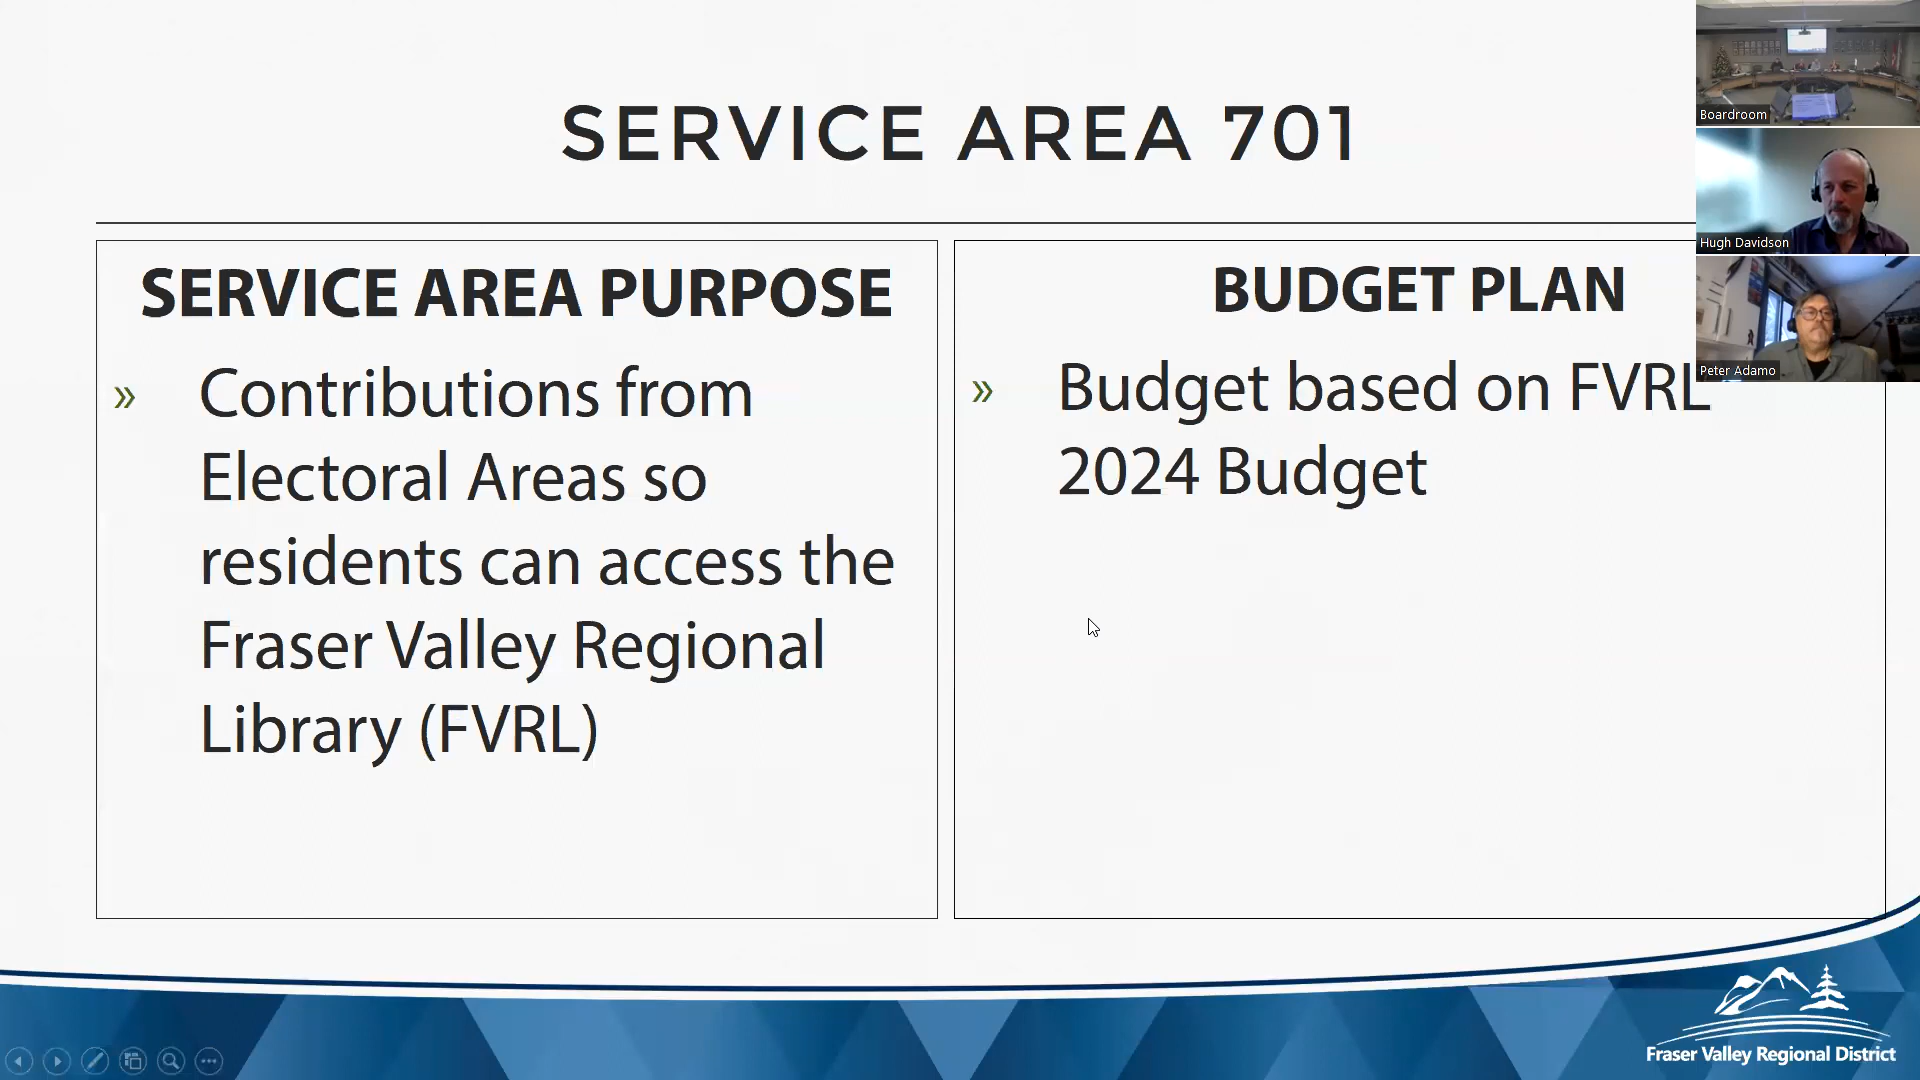 SERVICE AREA 701
SERVICE AREA PURPOSE
» Contributions from
Electoral Areas so
residents can access the
Fraser Valley Regional
Library (FVRL)
BUDGET PLAN
» Budget based on FVRL
2024 Budget
Boardroom
Hugh Davidson
Peter Adamo
Fraser Valley Regional District